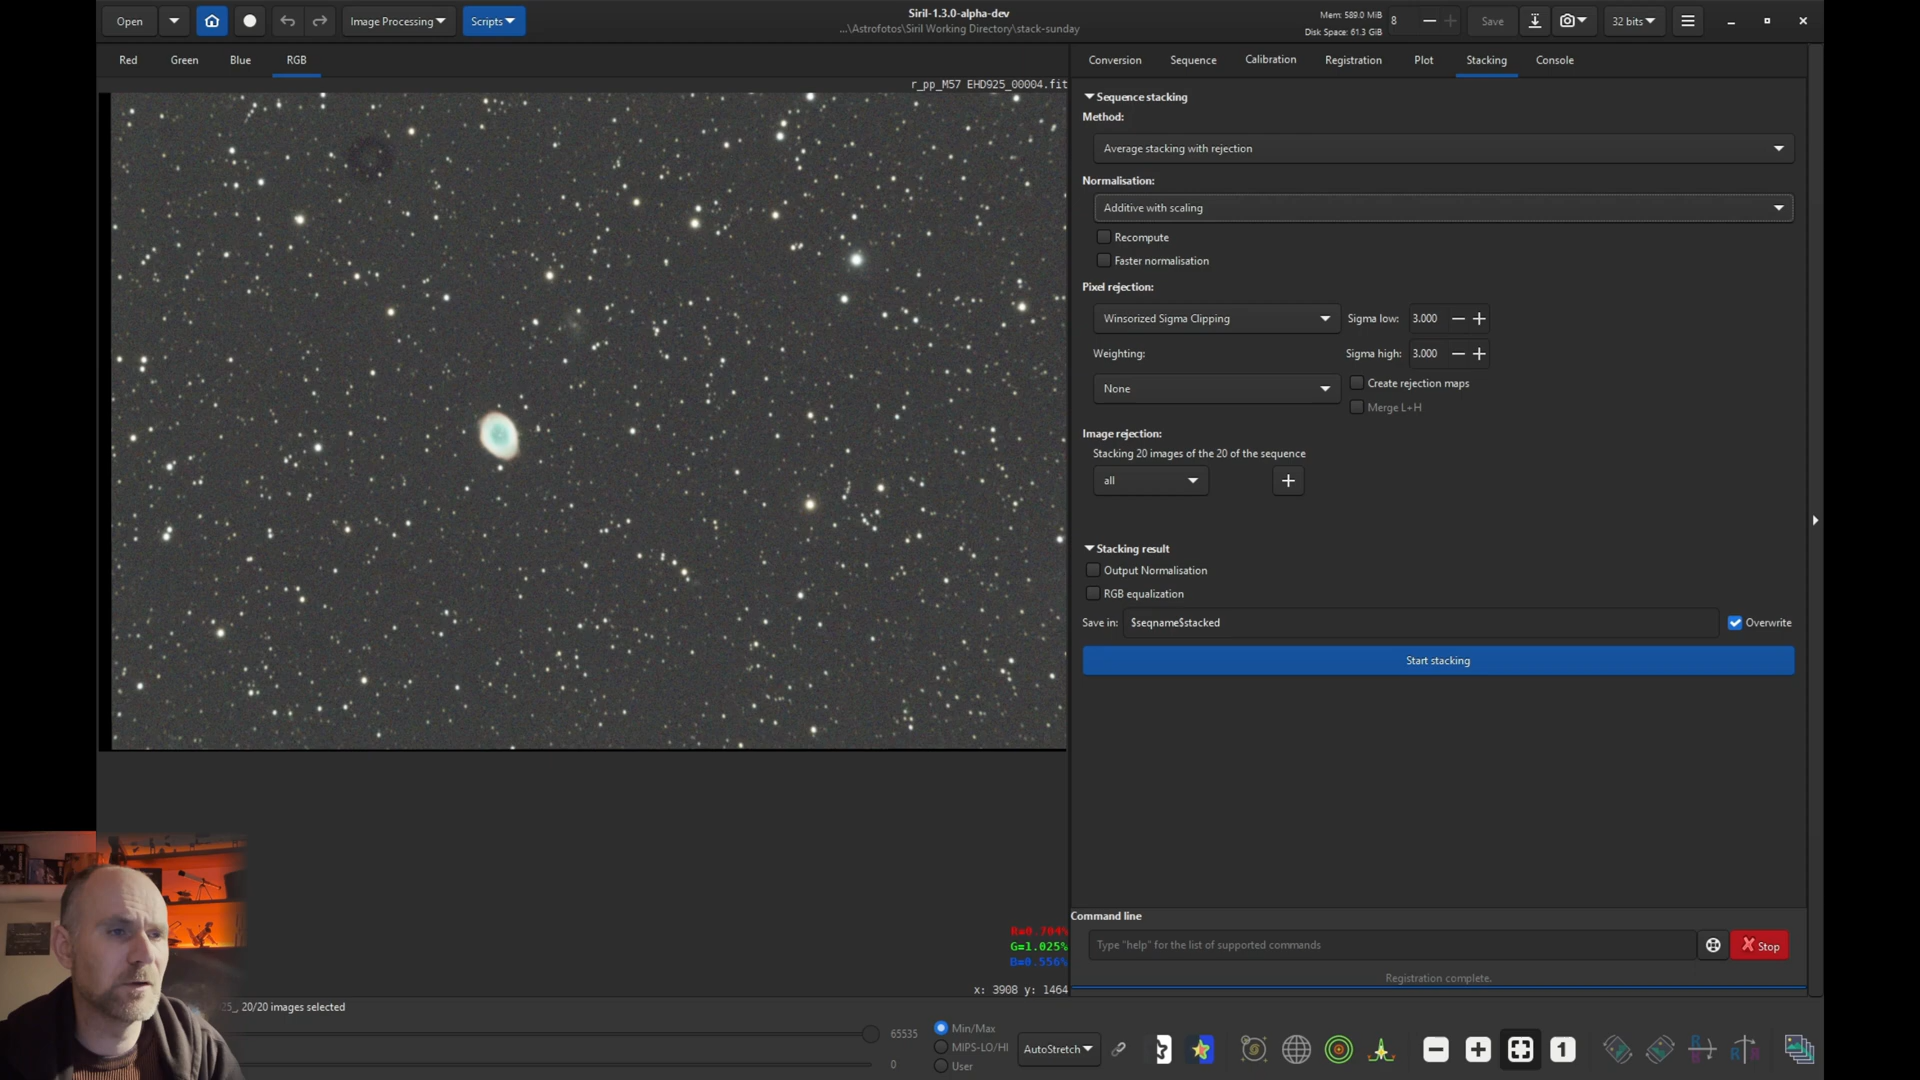 Open
Image Processing
Scripts
Siril-1.3.0-alpha-dev
...\Astrofotos\Siril Working Directory\stack-sunday
Mem: 589.0 MiB
Disk Space: 61.3 GiB
8
Save
32 bits
Red
Green
Blue
RGB
r_pp_M57 EHD925_00004.fit
Conversion
Sequence
Calibration
Registration
Plot
Stacking
Console
Sequence stacking
Method:
Average stacking with rejection
Normalisation:
Additive with scaling
Recompute
Faster normalisation
Pixel rejection:
Winsorized Sigma Clipping
Sigma low: 3.000
Weighting:
Sigma high: 3.000
None
Create rejection maps
Merge L+H
Image rejection:
Stacking 20 images of the 20 of the sequence
all
Stacking result
Output Normalisation
RGB equalization
Save in: $seqname$stacked
Overwrite
Start stacking
Command line
Type "help" for the list of supported commands
Stop
Registration complete.
R=0.704%
G=1.025%
B=0.556%
x: 3908 y: 1464
25_, 20/20 images selected
65535
0
Min/Max
MIPS-LO/HI
User
AutoStretch
1